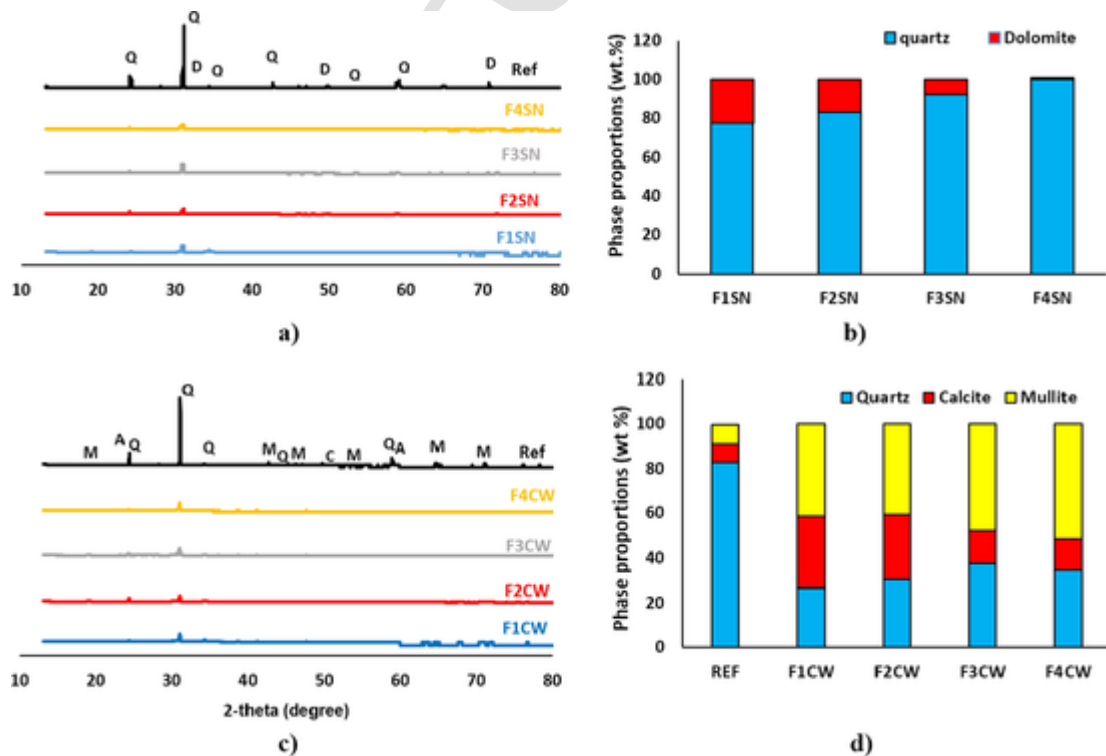 Q
Q D Q Q D Q Q D Ref
F4SN
F3SN
F2SN
F1SN
10 20 30 40 50 60 70 80
a)
quartz Dolomite
Phase proportions (wt.%)
120
100
80
60
40
20
0
F1SN F2SN F3SN F4SN
b)
Q
M A Q Q M Q M C M Q A M M Ref
F4CW
F3CW
F2CW
F1CW
10 20 30 40 50 60 70 80
2-theta (degree)
c)
Quartz Calcite Mullite
Phase proportions (wt %)
120
100
80
60
40
20
0
REF F1CW F2CW F3CW F4CW
d)